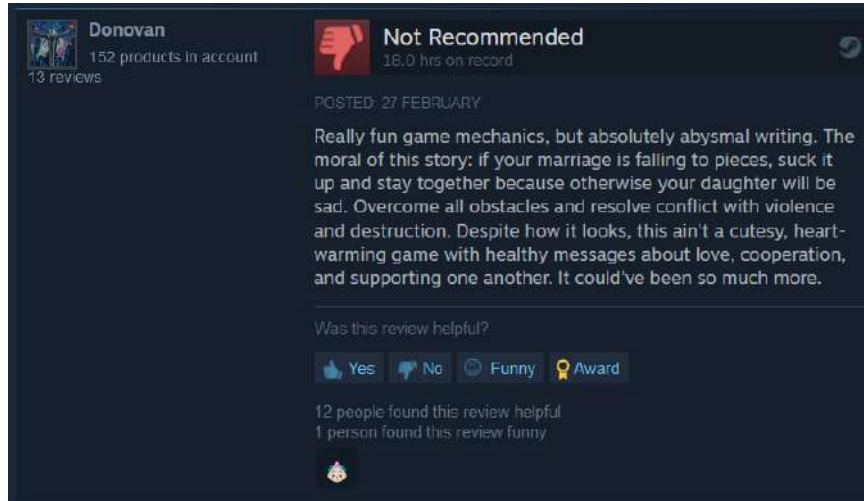 Donovan
152 products in account
13 reviews
Not Recommended
18.0 hrs on record
POSTED: 27 FEBRUARY
Really fun game mechanics, but absolutely abysmal writing. The
moral of this story: if your marriage is falling to pieces, suck it
up and stay together because otherwise your daughter will be
sad. Overcome all obstacles and resolve conflict with violence
and destruction. Despite how it looks, this ain't a cutesy, heart-
warming game with healthy messages about love, cooperation,
and supporting one another. It could've been so much more.
Was this review helpful?
Yes
No
Funny
Award
12 people found this review helpful
1 person found this review funny